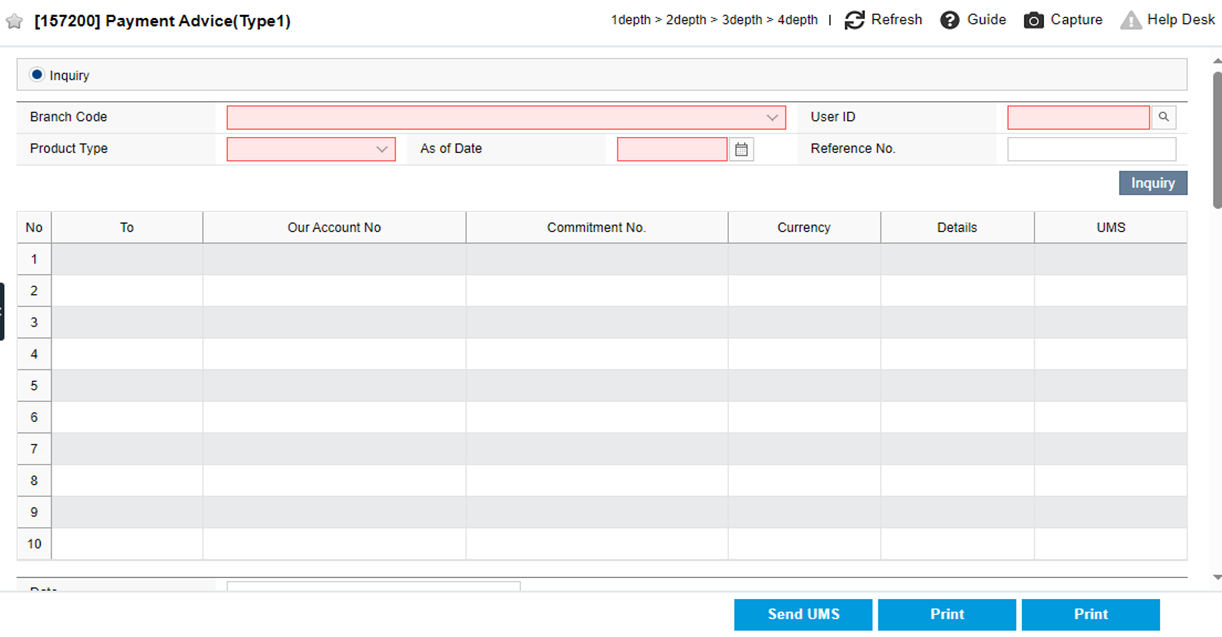 [157200] Payment Advice(Type1) 1depth > 2depth > 3depth > 4depth | Refresh Guide Capture Help Desk
Inquiry
Branch Code User ID
Product Type As of Date Reference No.
Inquiry
No To Our Account No Commitment No. Currency Details UMS
1
2
3
4
5
6
7
8
9
10
Send UMS Print Print